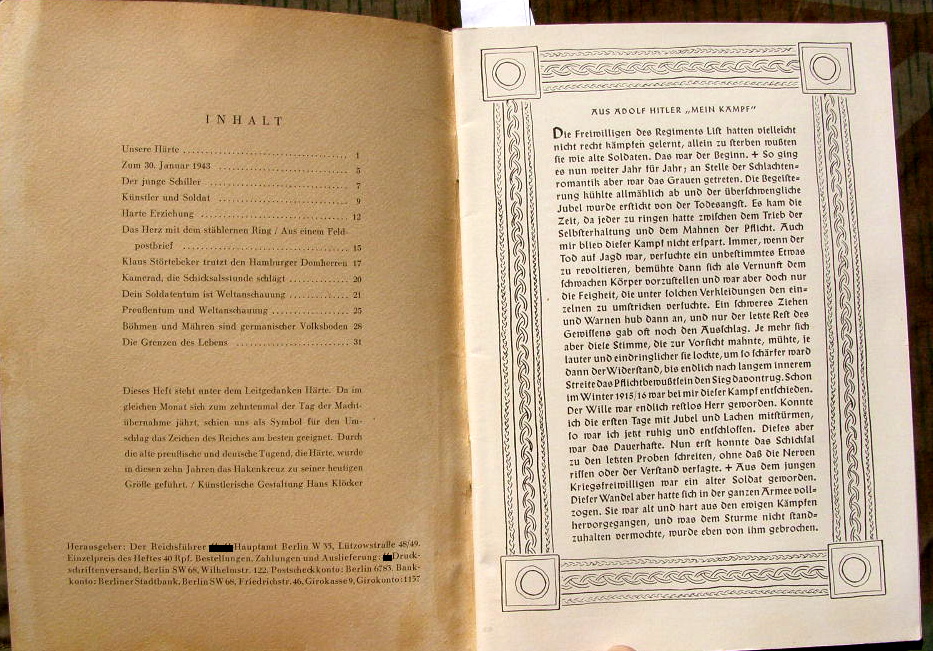 INHALT
Unsere Härte ........................ 1
Zum 30. Januar 1943 ................. 5
Der junge Schiller .................. 7
Künstler und Soldat ................. 9
Harte Erziehung ..................... 12
Das Herz mit dem stählernen Ring / Aus einem Feld-
postbrief ........................... 15
Klaus Störtebeker trutzt den Hamburger Domherren 17
Kamerad, die Schicksalsstunde schlägt ........ 20
Dein Soldatentum ist Weltanschauung .......... 21
Preußentum und Weltanschauung ............ 25
Böhmen und Mähren sind germanischer Volksboden 28
Die Grenzen des Lebens .............. 31
Dieses Heft steht unter dem Leitgedanken Härte. Da im
gleichen Monat sich zum zehntenmal der Tag der Macht-
übernahme jährt, schien uns als Symbol für den Um-
schlag das Zeichen des Reiches am besten geeignet. Durch
die alte preußische und deutsche Tugend, die Härte, wurde
in diesen zehn Jahren das Hakenkreuz zu seiner heutigen
Größe geführt. / Künstlerische Gestaltung Hans Klöcker
Herausgeber: Der Reichsführer Hauptamt Berlin W 35, Lützowstraße 48/49.
Einzelpreis des Heftes 40 Rpf. Bestellungen, Zahlungen und Auslieferung: Druck-
schriftenversand, Berlin SW 68, Wilhelmstr. 122. Postscheckkonto: Berlin 6783. Bank-
konto: Berliner Stadtbank, Berlin SW 68, Friedrichstr. 46, Girokasse 9, Girokonto: 1157
AUS ADOLF HITLER „MEIN KAMPF“
Die Freiwilligen des Regiments List hatten vielleicht
nicht recht kämpfen gelernt, allein zu sterben wußten
sie wie alte Soldaten. Das war der Beginn. + So ging
es nun weiter Jahr für Jahr; an Stelle der Schlachten-
romantik aber war das Grauen getreten. Die Begeiste-
rung kühlte allmählich ab und der überschwengliche
Jubel wurde erstickt von der Todesangst. Es kam die
Zeit, da jeder zu ringen hatte zwischen dem Trieb der
Selbsterhaltung und dem Mahnen der Pflicht. Auch
mir blieb dieser Kampf nicht erspart. Immer, wenn der
Tod auf Jagd war, versuchte ein unbestimmtes Etwas
zu revoltieren, bemühte dann sich als Vernunft dem
schwachen Körper vorzustellen und war aber doch nur
die Feigheit, die unter solchen Verkleidungen den ein-
zelnen zu umstricken versuchte. Ein schweres Ziehen
und Warnen hub dann an, und nur der letzte Rest des
Gewissens gab oft noch den Ausschlag. Je mehr sich
aber diese Stimme, die zur Vorsicht mahnte, mühte, je
lauter und eindringlicher sie lockte, um so schärfer ward
dann der Widerstand, bis endlich nach langem innerem
Streite das Pflichtbewußtsein den Sieg davontrug. Schon
im Winter 1915/16 war bei mir dieser Kampf entschieden.
Der Wille war endlich restlos Herr geworden. Konnte
ich die ersten Tage mit Jubel und Lachen mitstürmen,
so war ich jetzt ruhig und entschlossen. Dieses aber
war das Dauerhafte. Nun erst konnte das Schicksal
zu den letzten Proben schreiten, ohne daß die Nerven
rissen oder der Verstand versagte. + Aus dem jungen
Kriegsfreiwilligen war ein alter Soldat geworden.
Dieser Wandel aber hatte sich in der ganzen Armee voll-
zogen. Sie war alt und hart aus den ewigen Kämpfen
hervorgegangen, und was dem Sturme nicht stand-
zuhalten vermochte, wurde eben von ihm gebrochen.